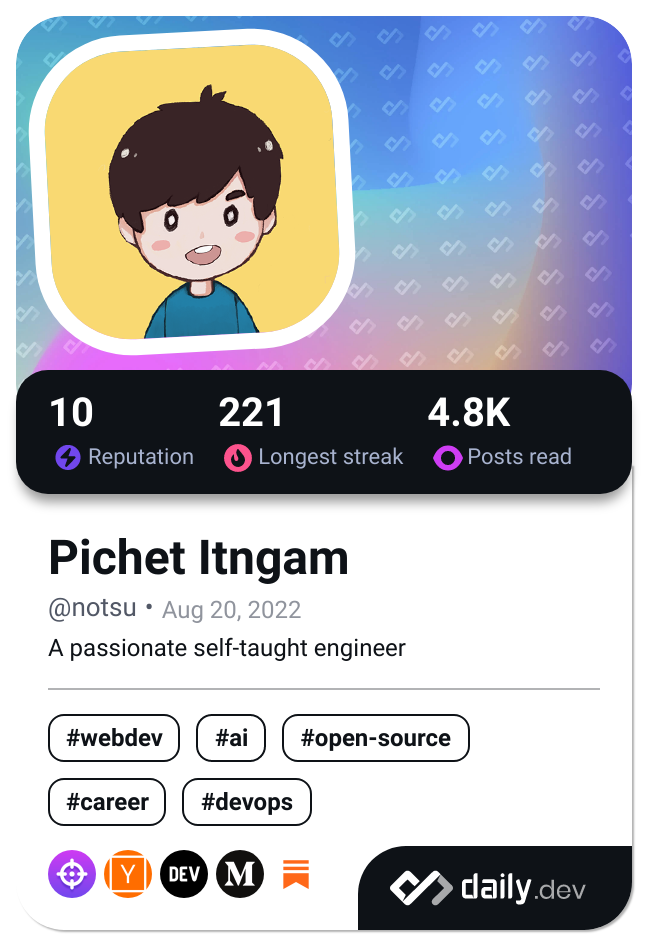 10 221 4.8K
Reputation Longest streak Posts read
Pichet Itngam
@notsu • Aug 20, 2022
A passionate self-taught engineer
#webdev #ai #open-source
#career #devops
Y DEV M
daily.dev